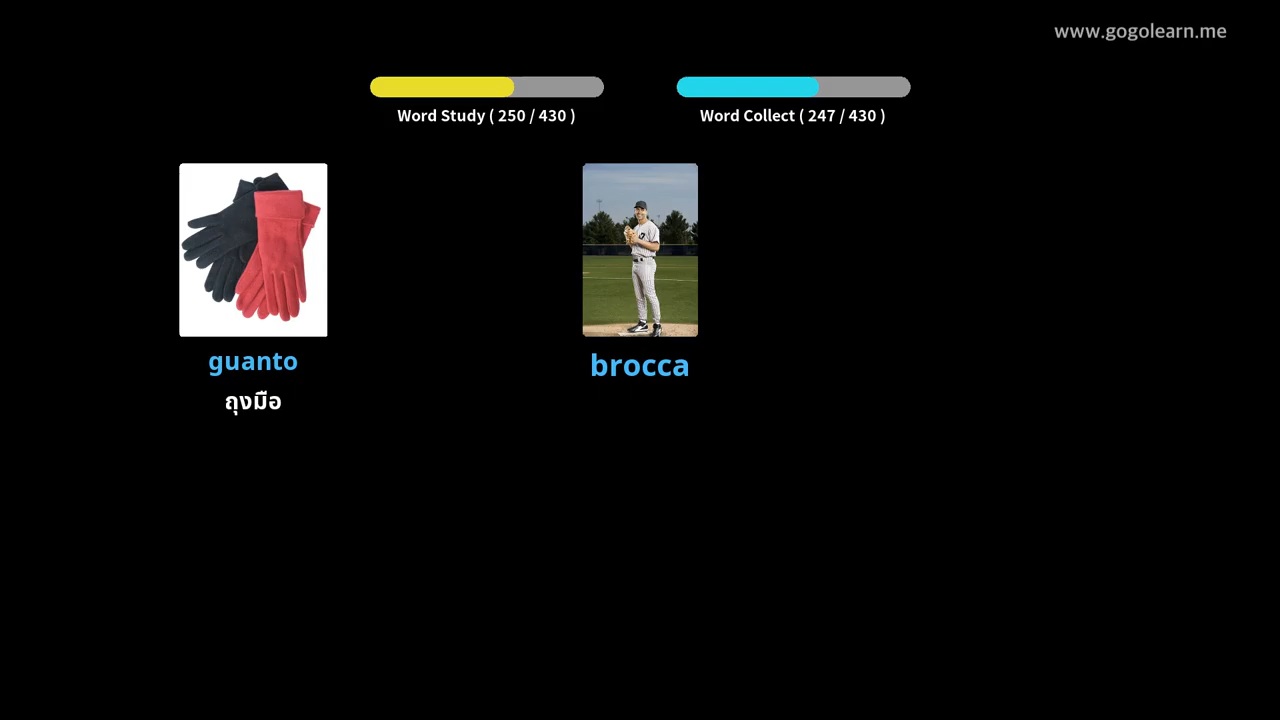 www.gogolearn.me
Word Study ( 250 / 430 )
Word Collect ( 247 / 430 )
guanto
ถุงมือ
brocca